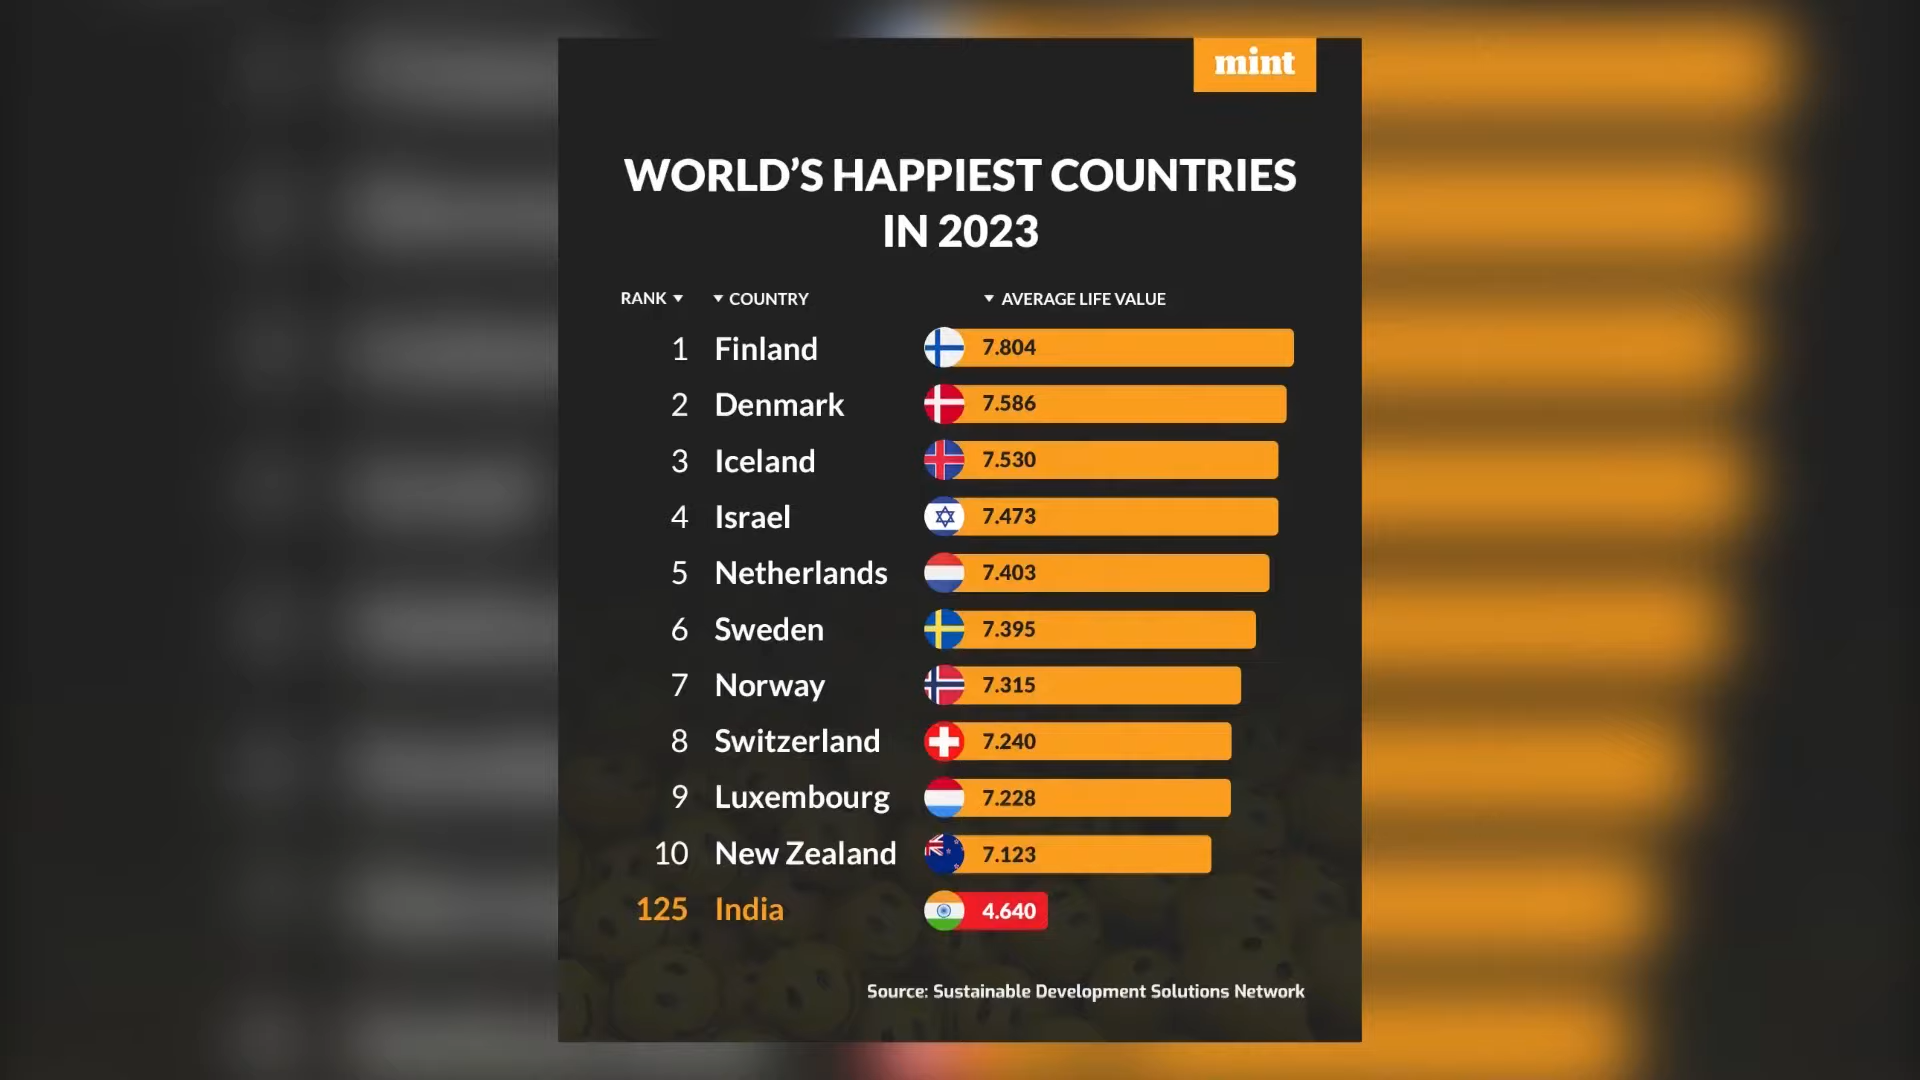 mint
WORLD'S HAPPIEST COUNTRIES
IN 2023
RANK ▼ ▼ COUNTRY ▼ AVERAGE LIFE VALUE
1 Finland 7.804
2 Denmark 7.586
3 Iceland 7.530
4 Israel 7.473
5 Netherlands 7.403
6 Sweden 7.395
7 Norway 7.315
8 Switzerland 7.240
9 Luxembourg 7.228
10 New Zealand 7.123
125 India 4.640
Source: Sustainable Development Solutions Network